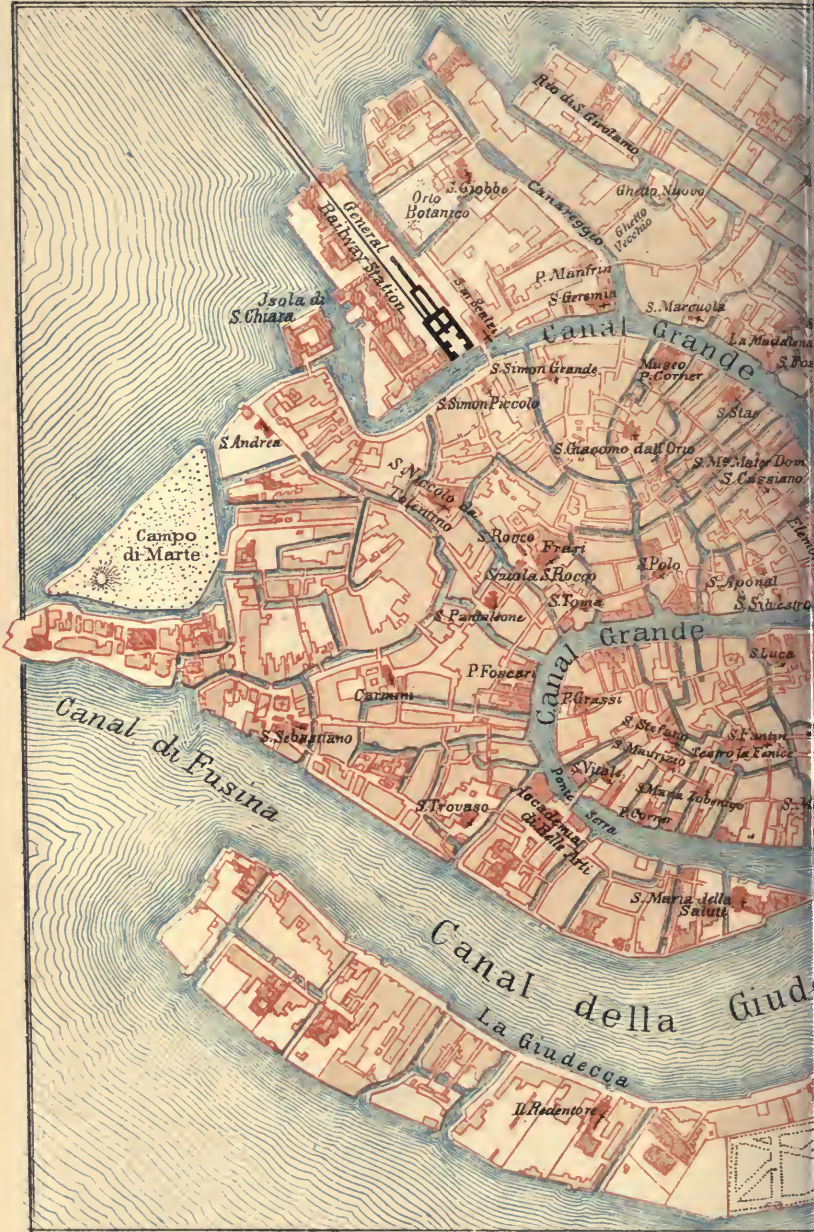 Rio di S. Girolamo
S. Giobbe
Orto
Botanico
Canareggio
Ghetto Nuovo
Ghetto
Vecchio
General
Railway Station
P. Manfrin
S. Geremia
S. Marcuola
Isola di
S. Chiara
Canal Grande
La Madalena
S. Simon Grande
Museo
P. Correr
S. Simon Piccolo
S. Stae
S. Andrea
S. Giacomo dall'Orio
S. Ma. Mater Dom
S. Cassiano
S. Niccolo da
Tolentino
Campo
di Marte
S. Rocco
Frari
Scuola S. Rocco
S. Polo
S. Aponal
S. Toma
S. Silvestro
S. Pantaleone
Canal Grande
S. Luca
P. Foscari
Carmini
P. Grassi
Canal di Fusina
S. Sebastiano
S. Stefano
S. Fantin
S. Maurizio
Teatro la Fenice
S. Vitale
S. Maria Zobenigo
P. Corner
Ponte Serra
S. Trovaso
Accademia
di Belle Arti
S. Maria della
Salute
Canal della Giud
La Giudecca
Il Redentore